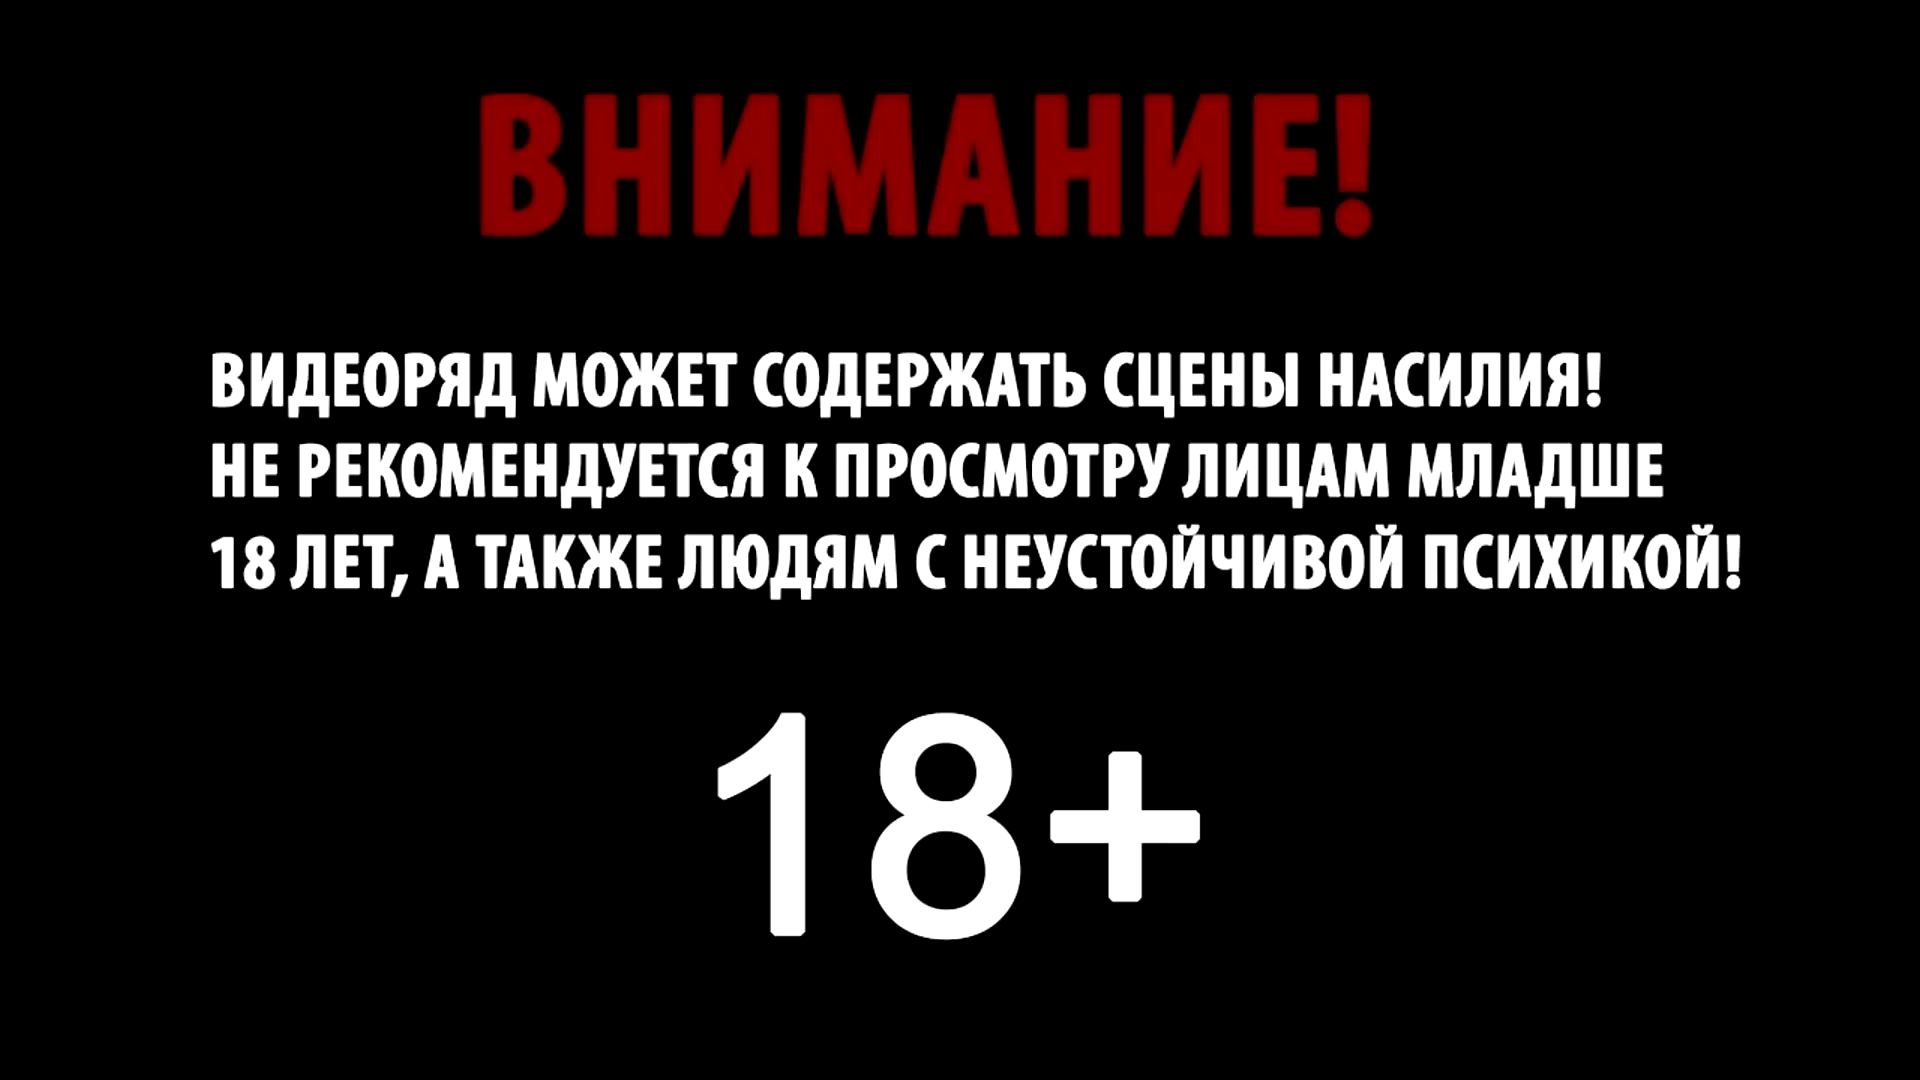 ВНИМАНИЕ!
ВИДЕОРЯД МОЖЕТ СОДЕРЖАТЬ СЦЕНЫ НАСИЛИЯ!
НЕ РЕКОМЕНДУЕТСЯ К ПРОСМОТРУ ЛИЦАМ МЛАДШЕ
18 ЛЕТ, А ТАКЖЕ ЛЮДЯМ С НЕУСТОЙЧИВОЙ ПСИХИКОЙ!
18+